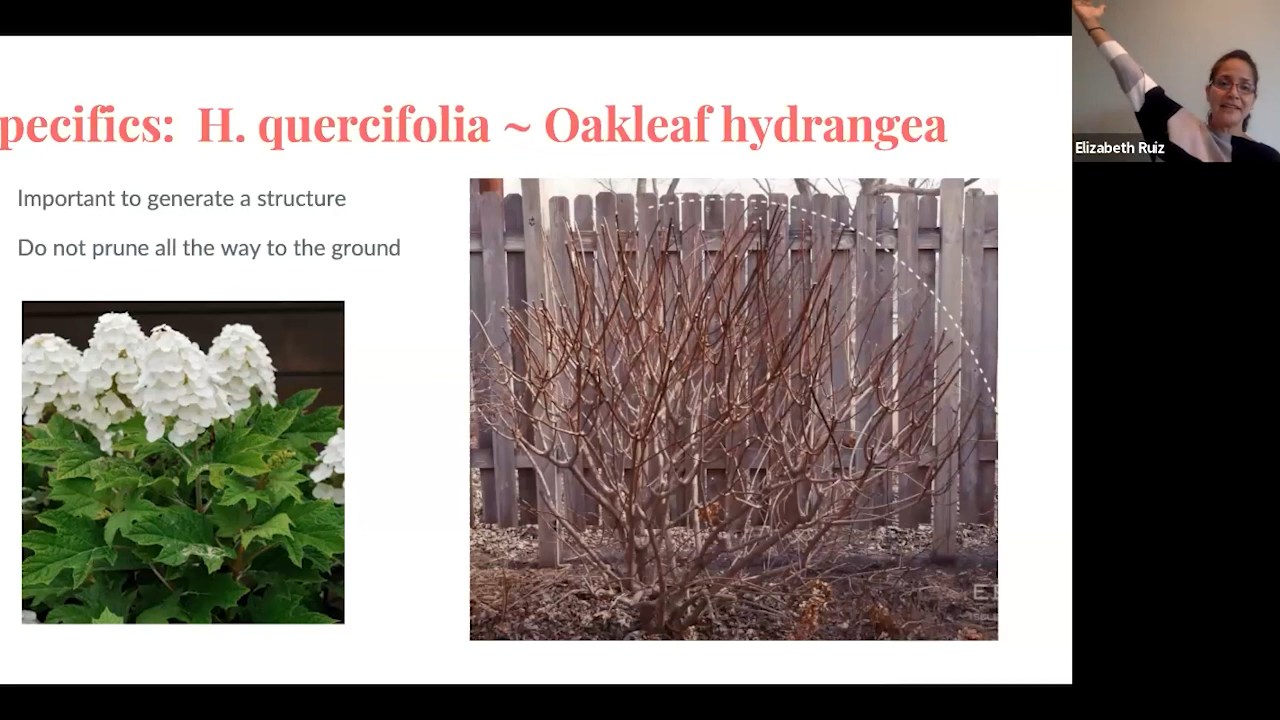 pecifics: H. quercifolia ~ Oakleaf hydrangea
Important to generate a structure
Do not prune all the way to the ground
Elizabeth Ruiz